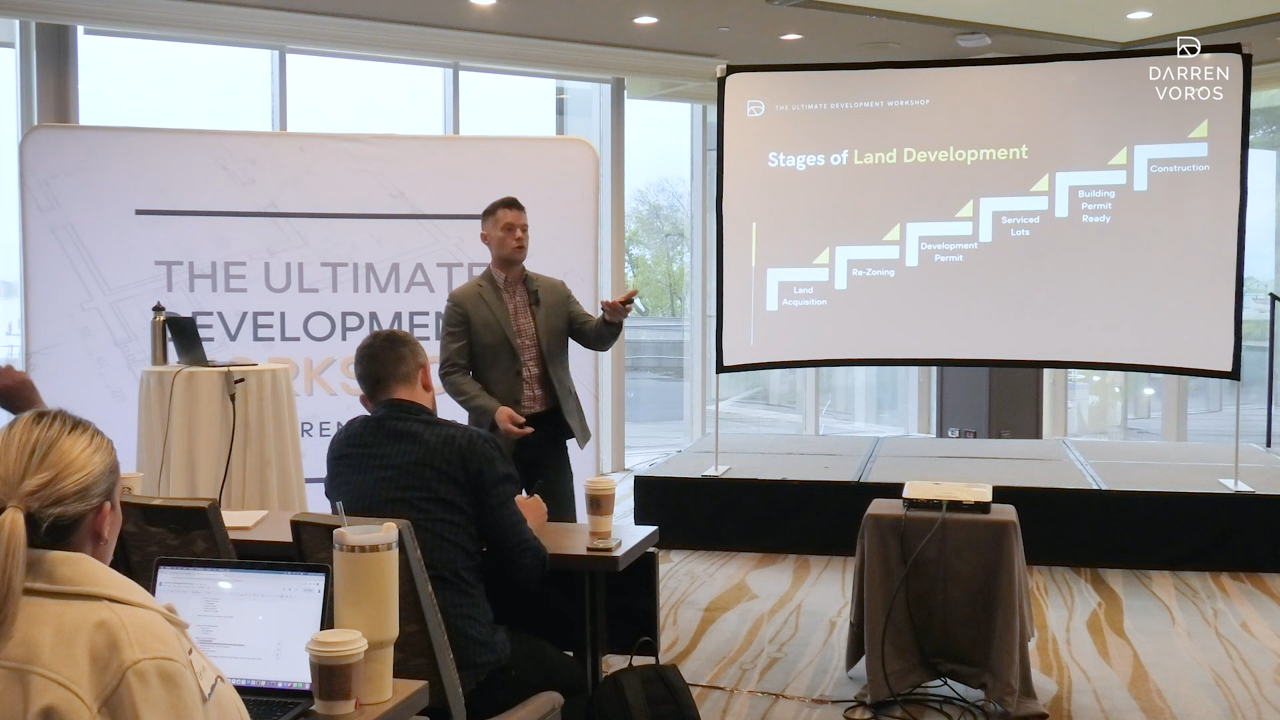 DARREN
VOROS
THE ULTIMATE DEVELOPMENT WORKSHOP
Stages of Land Development
Land
Acquisition
Re-Zoning
Development
Permit
Serviced
Lots
Building
Permit
Ready
Construction
THE ULTIMATE
DEVELOPMEN
RKS
REN